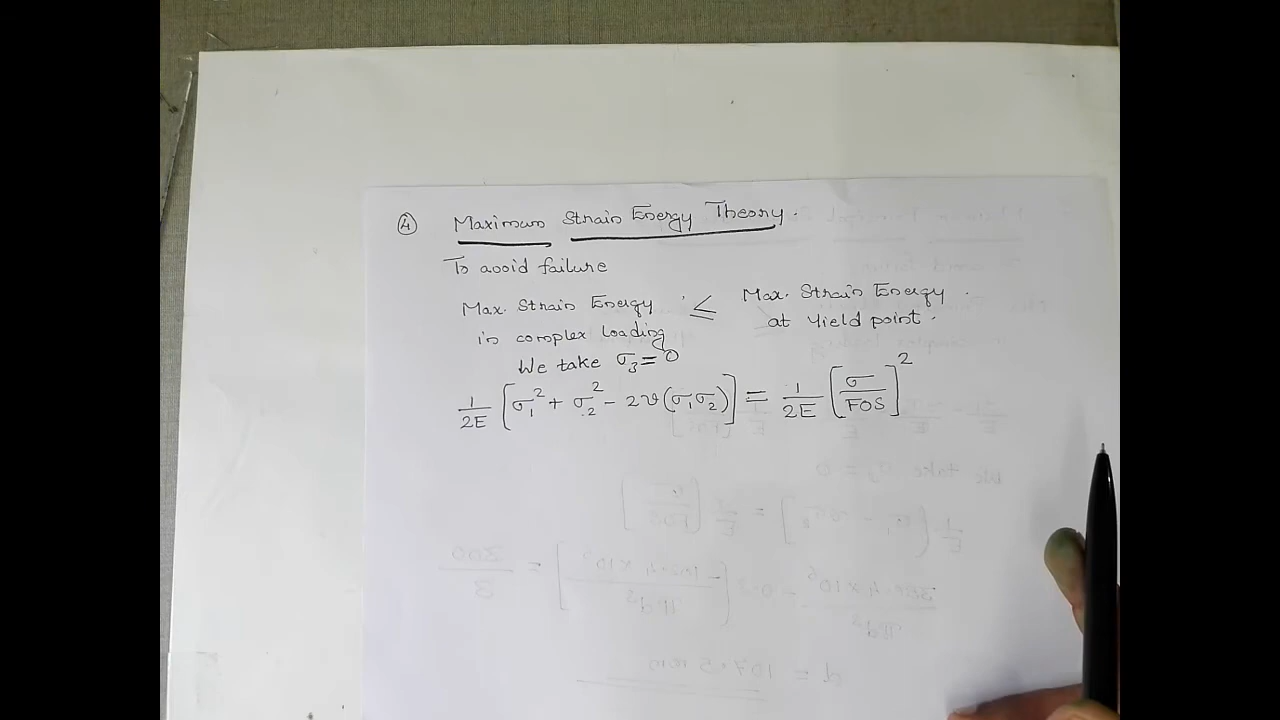 ④ Maximum Strain Energy Theory.
To avoid failure
Max. Strain Energy ≤ Max. Strain Energy
in complex loading at Yield point.
We take σ₃ = 0
1/2E [σ₁² + σ₂² - 2ϑ(σ₁σ₂)] = 1/2E [σ/FOS]²